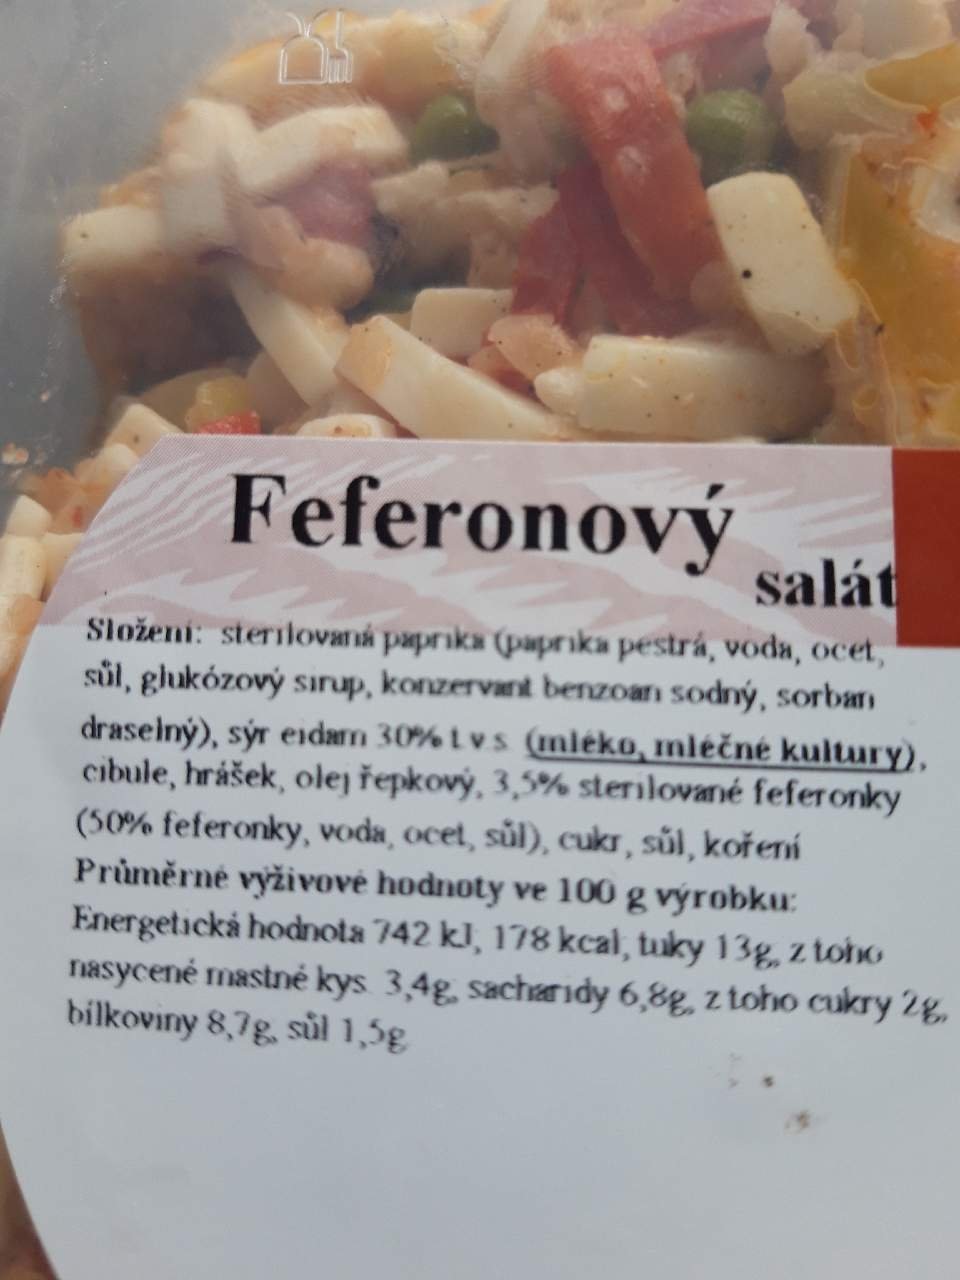 Feferonový
salát
Složení: sterilovaná paprika (paprika pestrá, voda, ocet,
sůl, glukózový sirup, konzervant benzoan sodný, sorban
draselný), sýr eidam 30% t v s (mléko, mléčné kultury),
cibule, hrášek, olej řepkový, 3,5% sterilované feferonky
(50% feferonky, voda, ocet, sůl), cukr, sůl, koření
Průměrné výživové hodnoty ve 100 g výrobku:
Energetická hodnota 742 kJ, 178 kcal, tuky 13g, z toho
nasycené mastné kys. 3,4g, sacharidy 6,8g, z toho cukry 2g,
bílkoviny 8,7g, sůl 1,5g